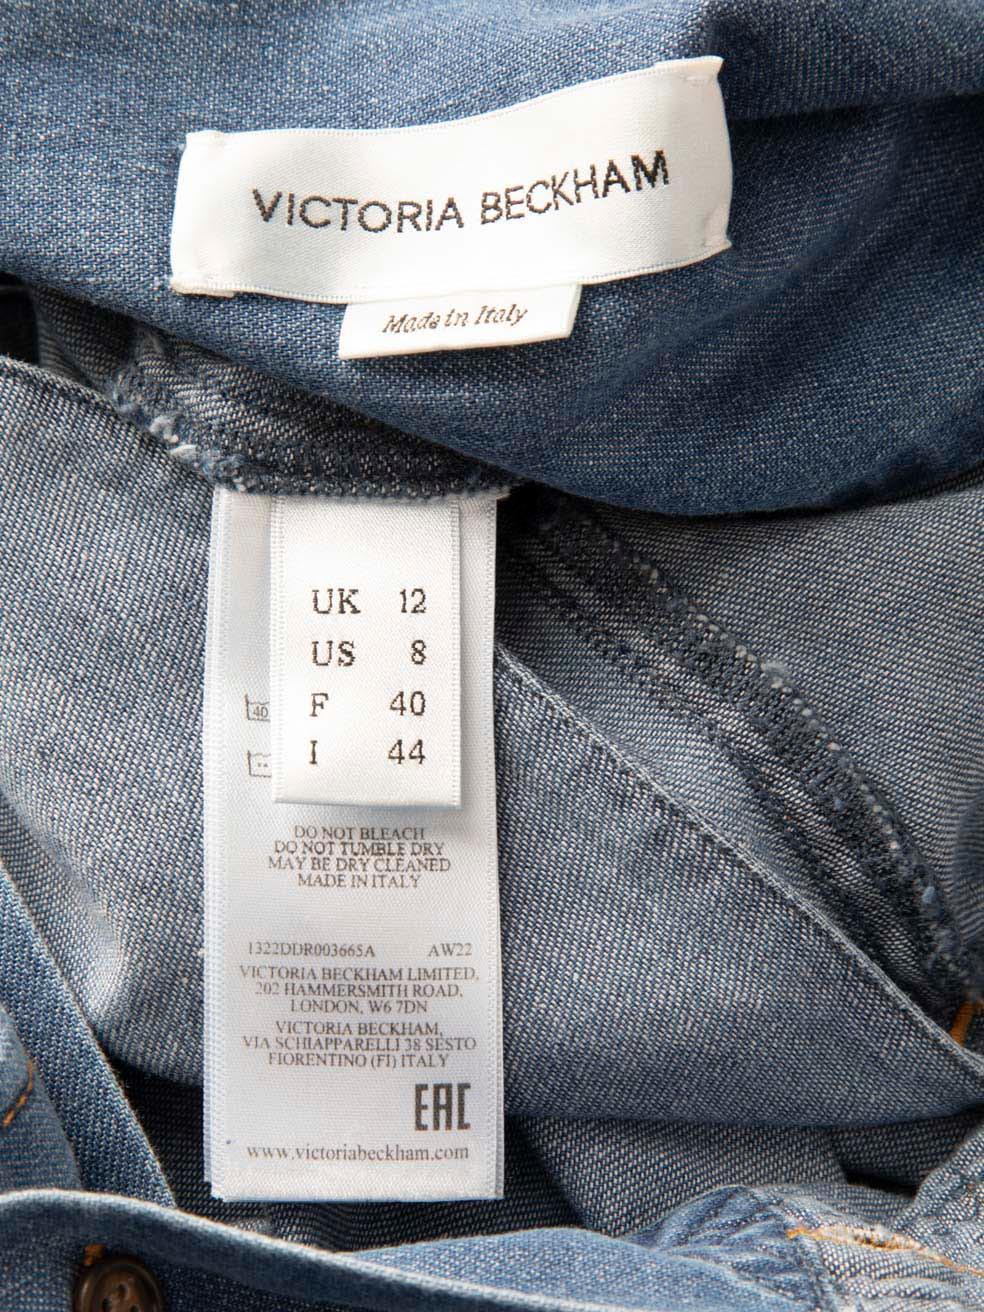 VICTORIA BECKHAM
Made in Italy
UK 12
US 8
F 40
I 44
40
DO NOT BLEACH
DO NOT TUMBLE DRY
MAY BE DRY CLEANED
MADE IN ITALY
1322DDR003665A AW22
VICTORIA BECKHAM LIMITED,
202 HAMMERSMITH ROAD,
LONDON, W6 7DN
VICTORIA BECKHAM,
VIA SCHIAPPARELLI 38 SESTO
FIORENTINO (FI) ITALY
EAC
www.victoriabeckham.com